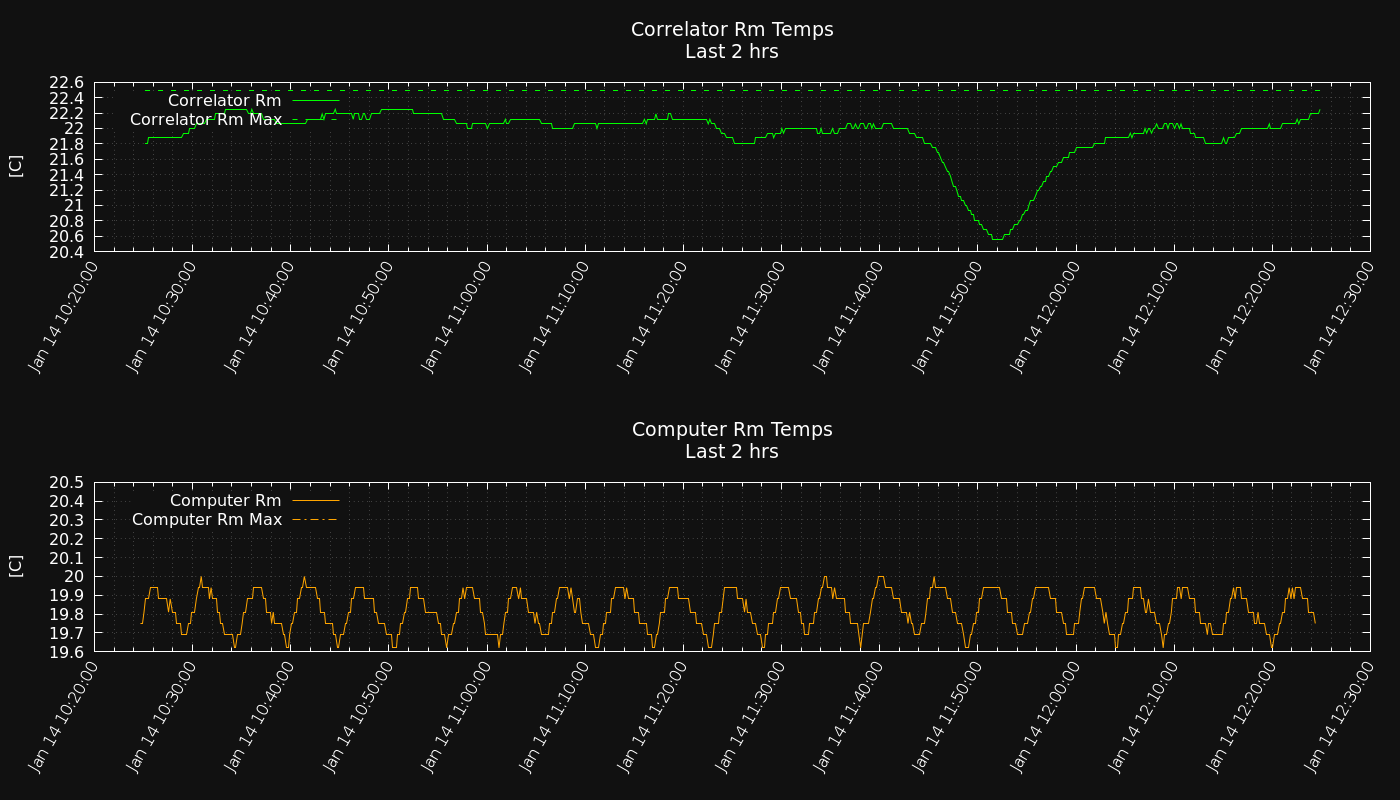 Correlator Rm Temps
Last 2 hrs
22.6
22.4
22.2
22
21.8
21.6
21.4
21.2
21
20.8
20.6
20.4
[C]
Correlator Rm
Correlator Rm Max
Jan 14 10:20:00
Jan 14 10:30:00
Jan 14 10:40:00
Jan 14 10:50:00
Jan 14 11:00:00
Jan 14 11:10:00
Jan 14 11:20:00
Jan 14 11:30:00
Jan 14 11:40:00
Jan 14 11:50:00
Jan 14 12:00:00
Jan 14 12:10:00
Jan 14 12:20:00
Jan 14 12:30:00
Computer Rm Temps
Last 2 hrs
20.5
20.4
20.3
20.2
20.1
20
19.9
19.8
19.7
19.6
[C]
Computer Rm
Computer Rm Max
Jan 14 10:20:00
Jan 14 10:30:00
Jan 14 10:40:00
Jan 14 10:50:00
Jan 14 11:00:00
Jan 14 11:10:00
Jan 14 11:20:00
Jan 14 11:30:00
Jan 14 11:40:00
Jan 14 11:50:00
Jan 14 12:00:00
Jan 14 12:10:00
Jan 14 12:20:00
Jan 14 12:30:00